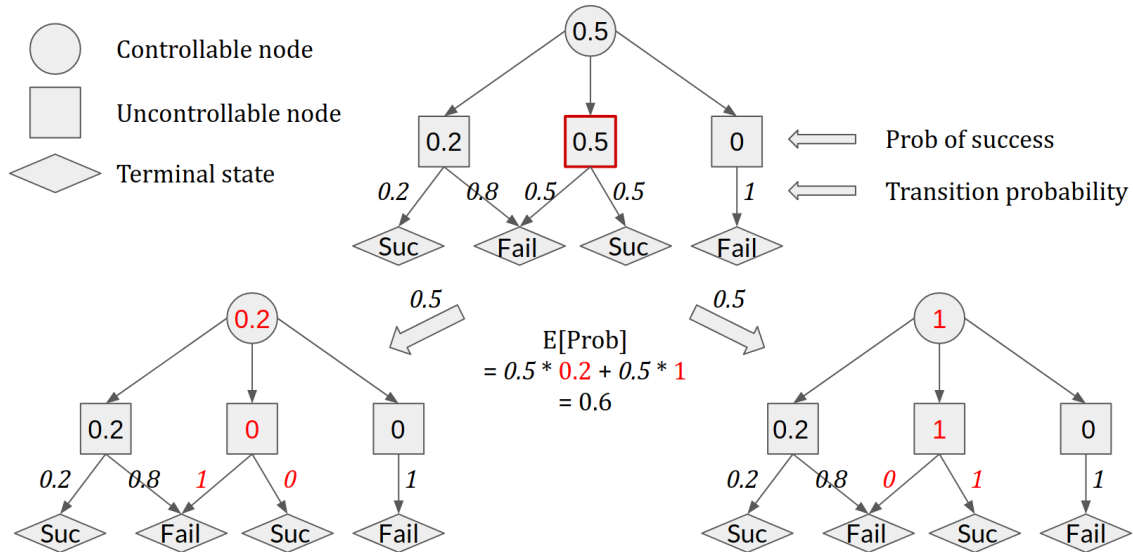 0.5
Controllable node
Uncontrollable node
0.2 0.5 0
Prob of success
Terminal state
0.2 0.8 0.5 0.5 1
Transition probability
Suc Fail Suc Fail
0.5 0.5
0.2
E[Prob]
= 0.5 * 0.2 + 0.5 * 1
= 0.6
1
0.2 0 0
0.2 1 0
0.2 0.8 1 0 1
0.2 0.8 0 1 1
Suc Fail Suc Fail
Suc Fail Suc Fail